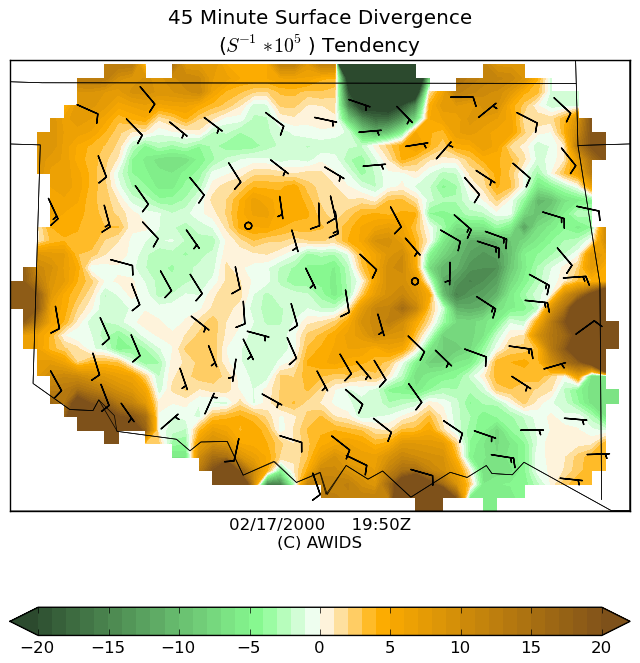 45 Minute Surface Divergence
(S⁻¹ * 10⁵ ) Tendency
02/17/2000 19:50Z
(C) AWIDS
−20 −15 −10 −5 0 5 10 15 20